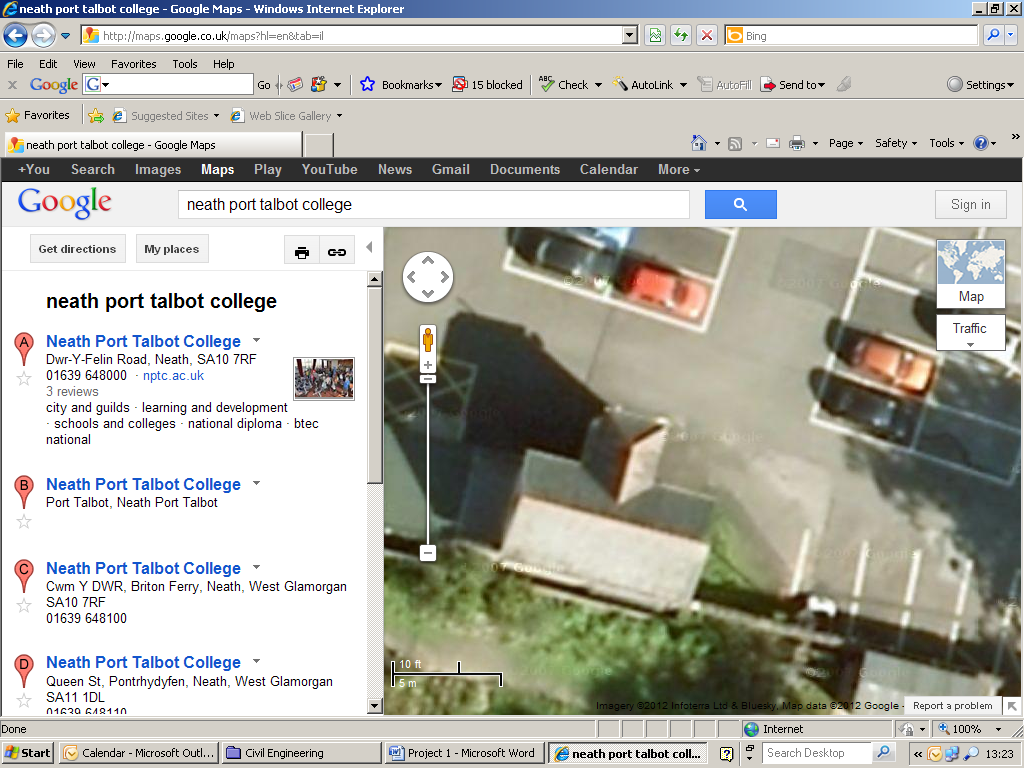 neath port talbot college - Google Maps - Windows Internet Explorer
http://maps.google.co.uk/maps?hl=en&tab=il
Bing
File Edit View Favorites Tools Help
x Google G Go Bookmarks 15 blocked ABC Check AutoLink AutoFill Send to Settings
Favorites Suggested Sites Web Slice Gallery
neath port talbot college - Google Maps
Page Safety Tools »
+You Search Images Maps Play YouTube News Gmail Documents Calendar More
Google neath port talbot college Sign in
Get directions My places
Map
Traffic
neath port talbot college
A Neath Port Talbot College
Dwr-Y-Felin Road, Neath, SA10 7RF
01639 648000 · nptc.ac.uk
3 reviews
city and guilds · learning and development
· schools and colleges · national diploma · btec
national
B Neath Port Talbot College
Port Talbot, Neath Port Talbot
C Neath Port Talbot College
Cwm Y DWR, Briton Ferry, Neath, West Glamorgan
SA10 7RF
01639 648100
D Neath Port Talbot College
Queen St, Pontrhydyfen, Neath, West Glamorgan
SA11 1DL
01639 648110
©2007 Google
10 ft
5 m
Imagery ©2012 Infoterra Ltd & Bluesky, Map data ©2012 Google - Report a problem
Done Internet 100%
Start Calendar - Microsoft Outl... Civil Engineering Project 1 - Microsoft Word neath port talbot coll... Search Desktop « 13:23